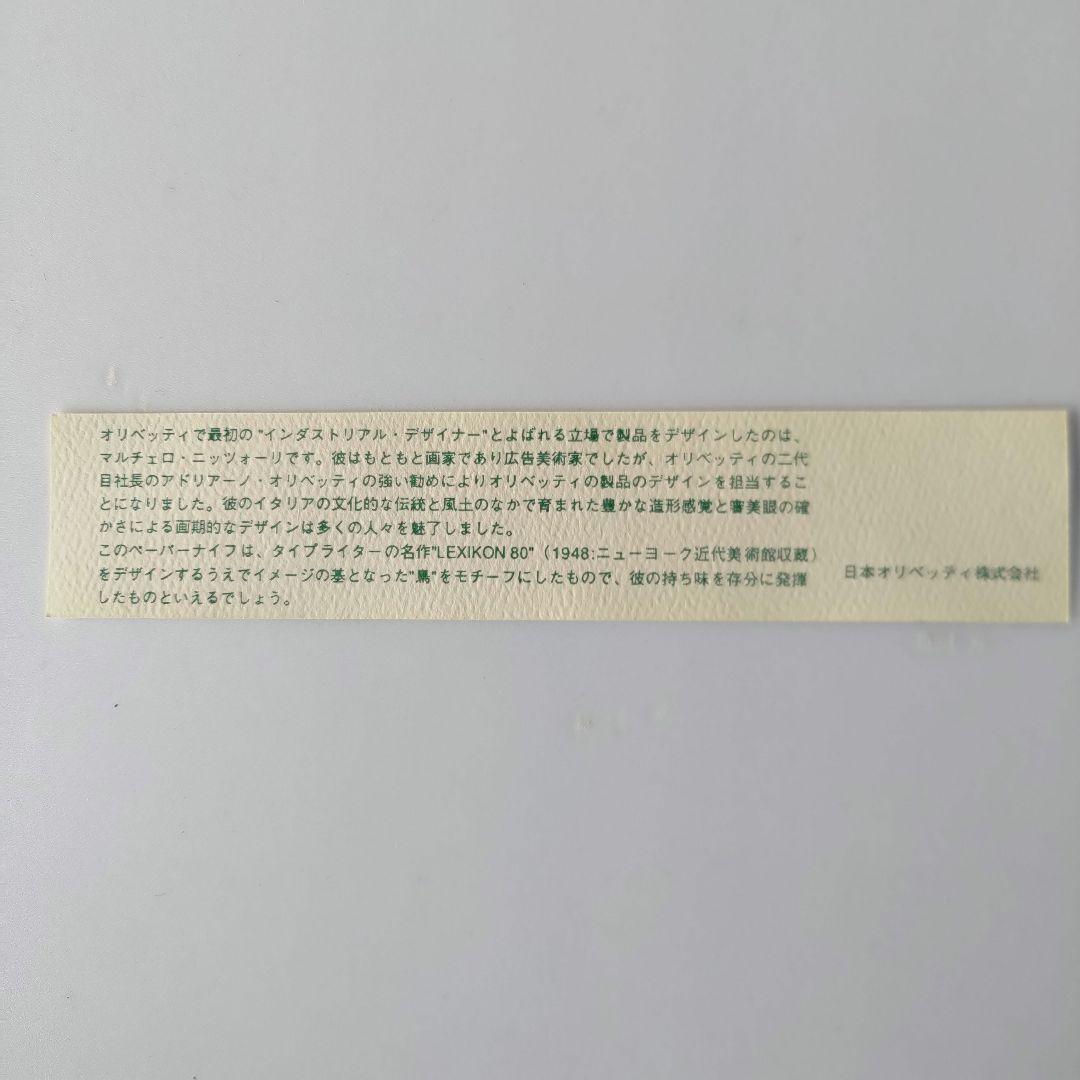 オリベッティで最初の"インダストリアル・デザイナー"とよばれる立場で製品をデザインしたのは、
マルチェロ・ニッツォーリです。彼はもともと画家であり広告美術家でしたが、オリベッティの二代
目社長のアドリアーノ・オリベッティの強い勧めによりオリベッティの製品のデザインを担当するこ
とになりました。彼のイタリアの文化的な伝統と風土のなかで育まれた豊かな造形感覚と審美眼の確
かさによる画期的なデザインは多くの人々を魅了しました。
このペーパーナイフは、タイプライターの名作"LEXIKON 80"（1948:ニューヨーク近代美術館収蔵）
をデザインするうえでイメージの基となった"鳥"をモチーフにしたもので、彼の持ち味を存分に発揮
したものといえるでしょう。
日本オリベッティ株式会社